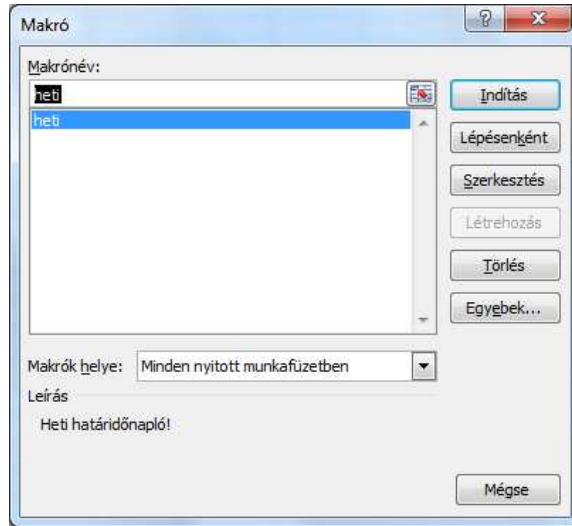 Makró
Makrónév:
heti
heti
Indítás
Lépésenként
Szerkesztés
Létrehozás
Törlés
Egyebek...
Makrók helye: Minden nyitott munkafüzetben
Leírás
Heti határidőnapló!
Mégse